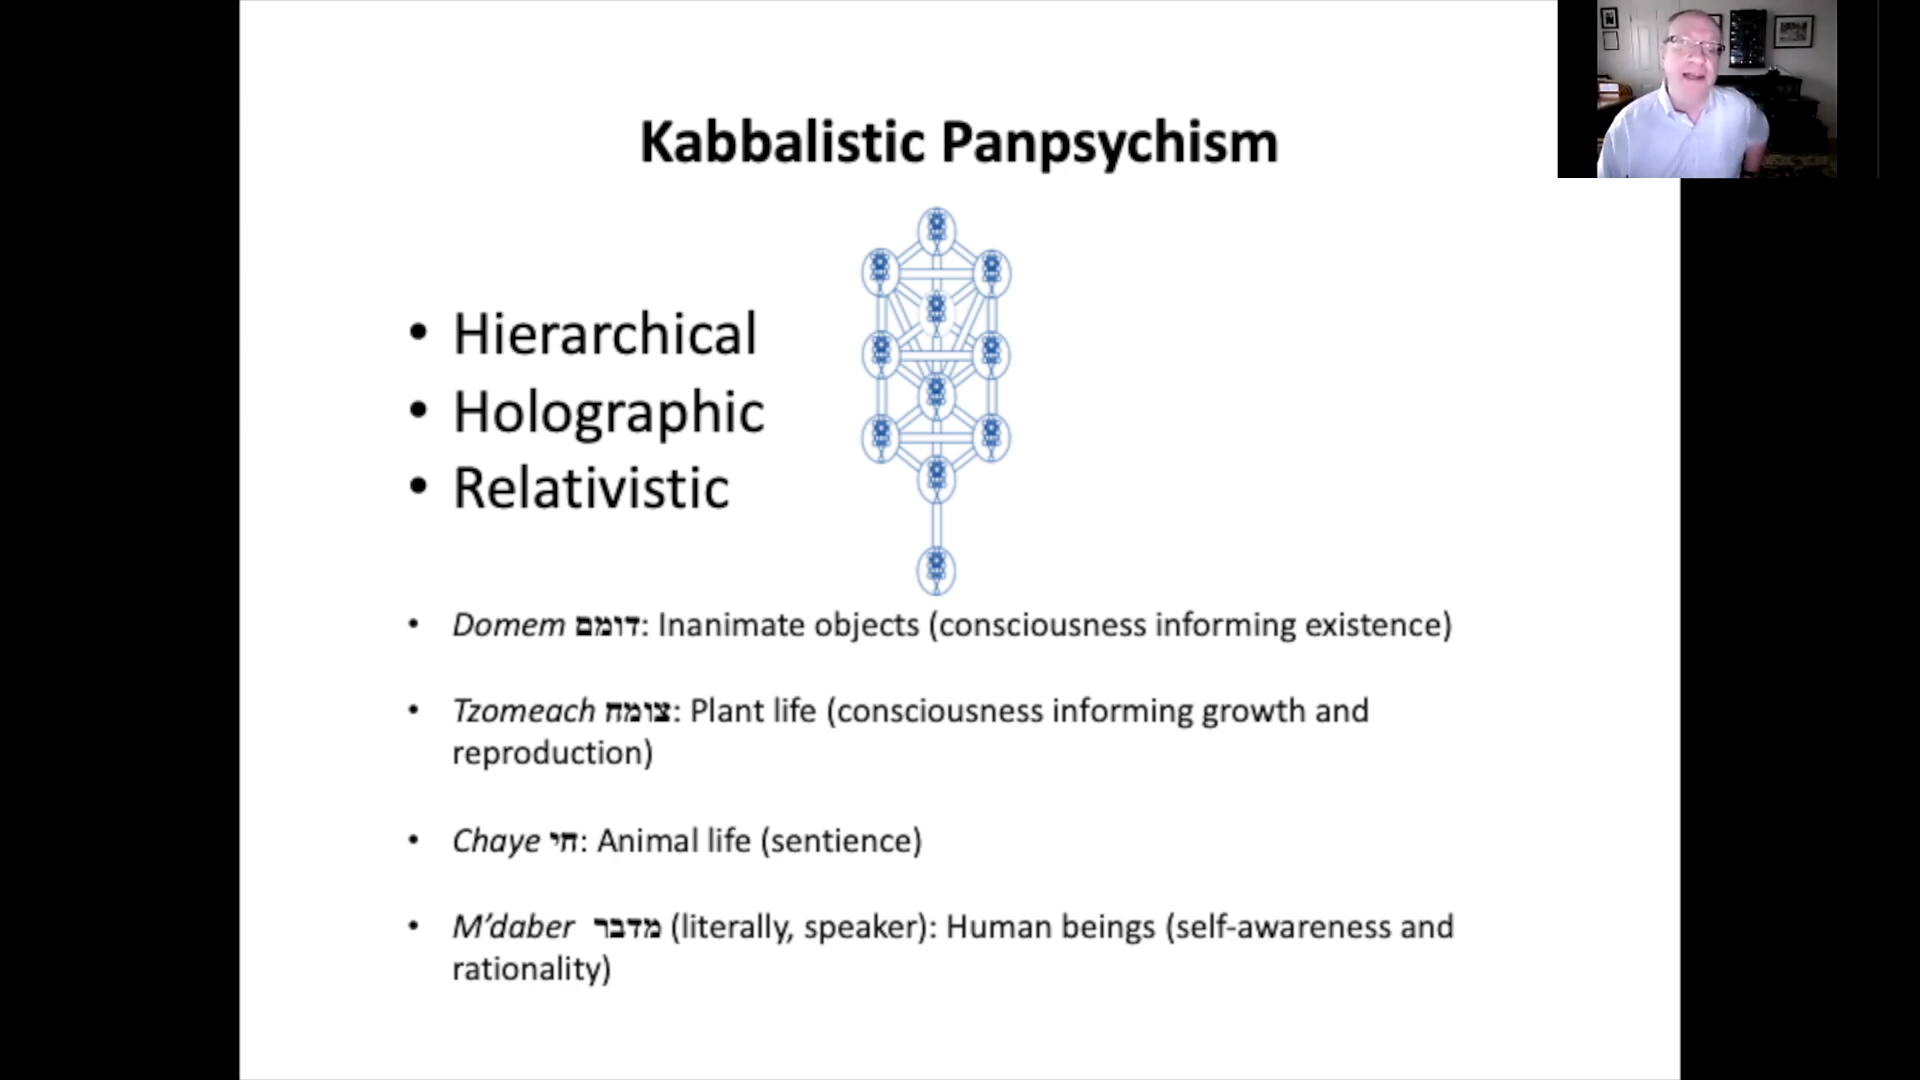 Kabbalistic Panpsychism
• Hierarchical
• Holographic
• Relativistic
• Domem דומם: Inanimate objects (consciousness informing existence)
• Tzomeach צומח: Plant life (consciousness informing growth and
reproduction)
• Chaye חי: Animal life (sentience)
• M’daber מדבר (literally, speaker): Human beings (self-awareness and
rationality)